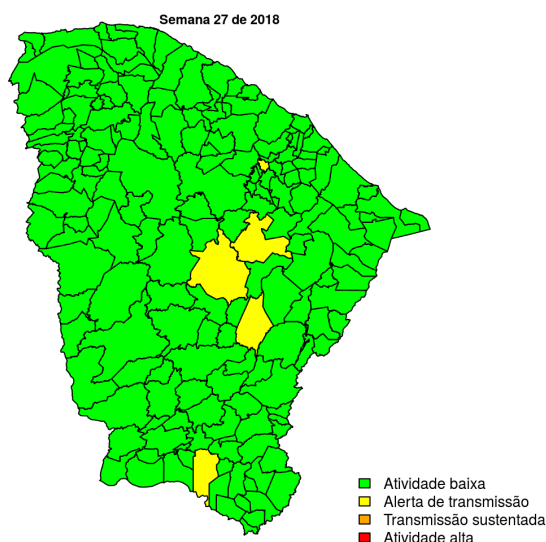 Semana 27 de 2018
Atividade baixa
Alerta de transmissão
Transmissão sustentada
Atividade alta